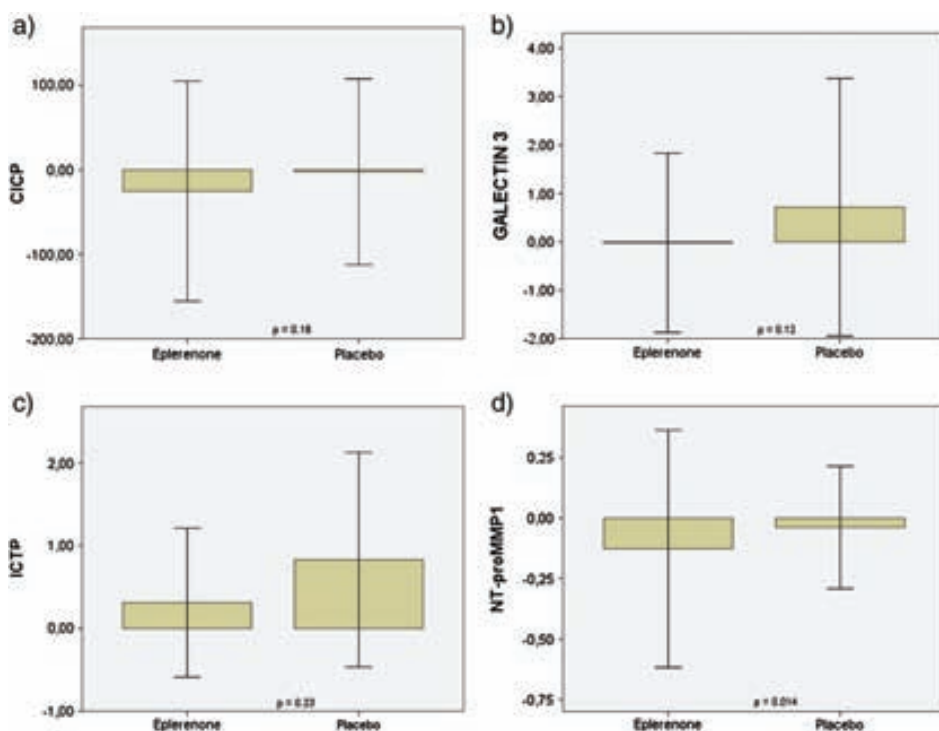 a)
100,00
0,00
-100,00
-200,00
CICP
p = 0.16
Eplerenone Placebo
b)
4,00
3,00
2,00
1,00
0,00
-1,00
-2,00
GALECTIN 3
p = 0.13
Eplerenone Placebo
c)
2,00
1,00
0,00
-1,00
ICTP
p = 0.23
Eplerenone Placebo
d)
0,25
0,00
-0,25
-0,50
-0,75
NT-proMMP1
p = 0.014
Eplerenone Placebo